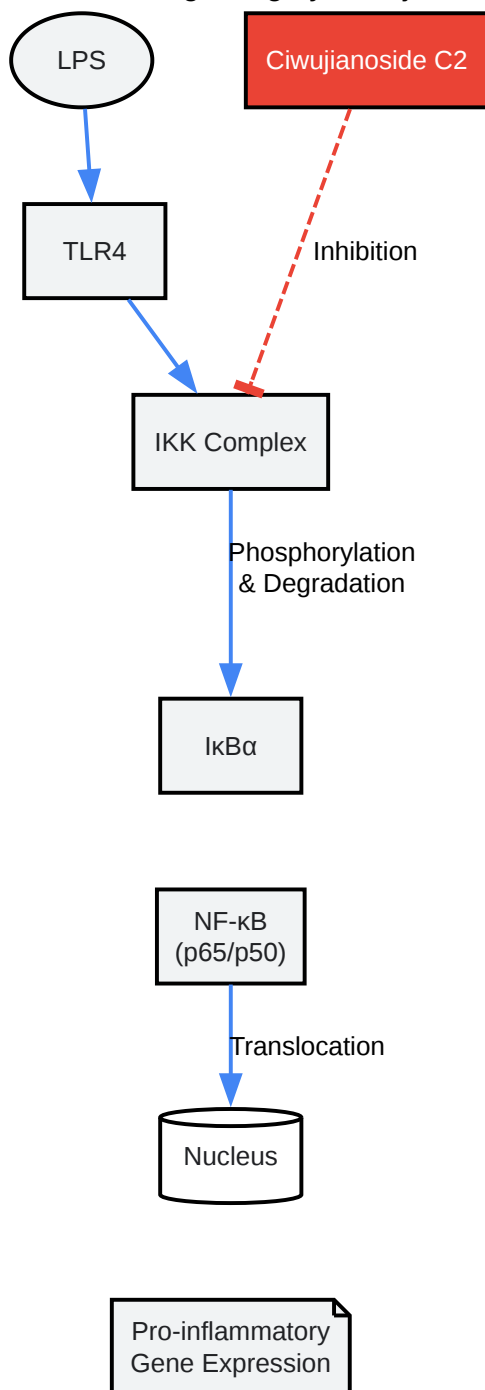 LPS
Ciwujianoside C2
TLR4
Inhibition
IKK Complex
Phosphorylation
& Degradation
IκBα
NF-κB
(p65/p50)
Translocation
Nucleus
Pro-inflammatory
Gene Expression